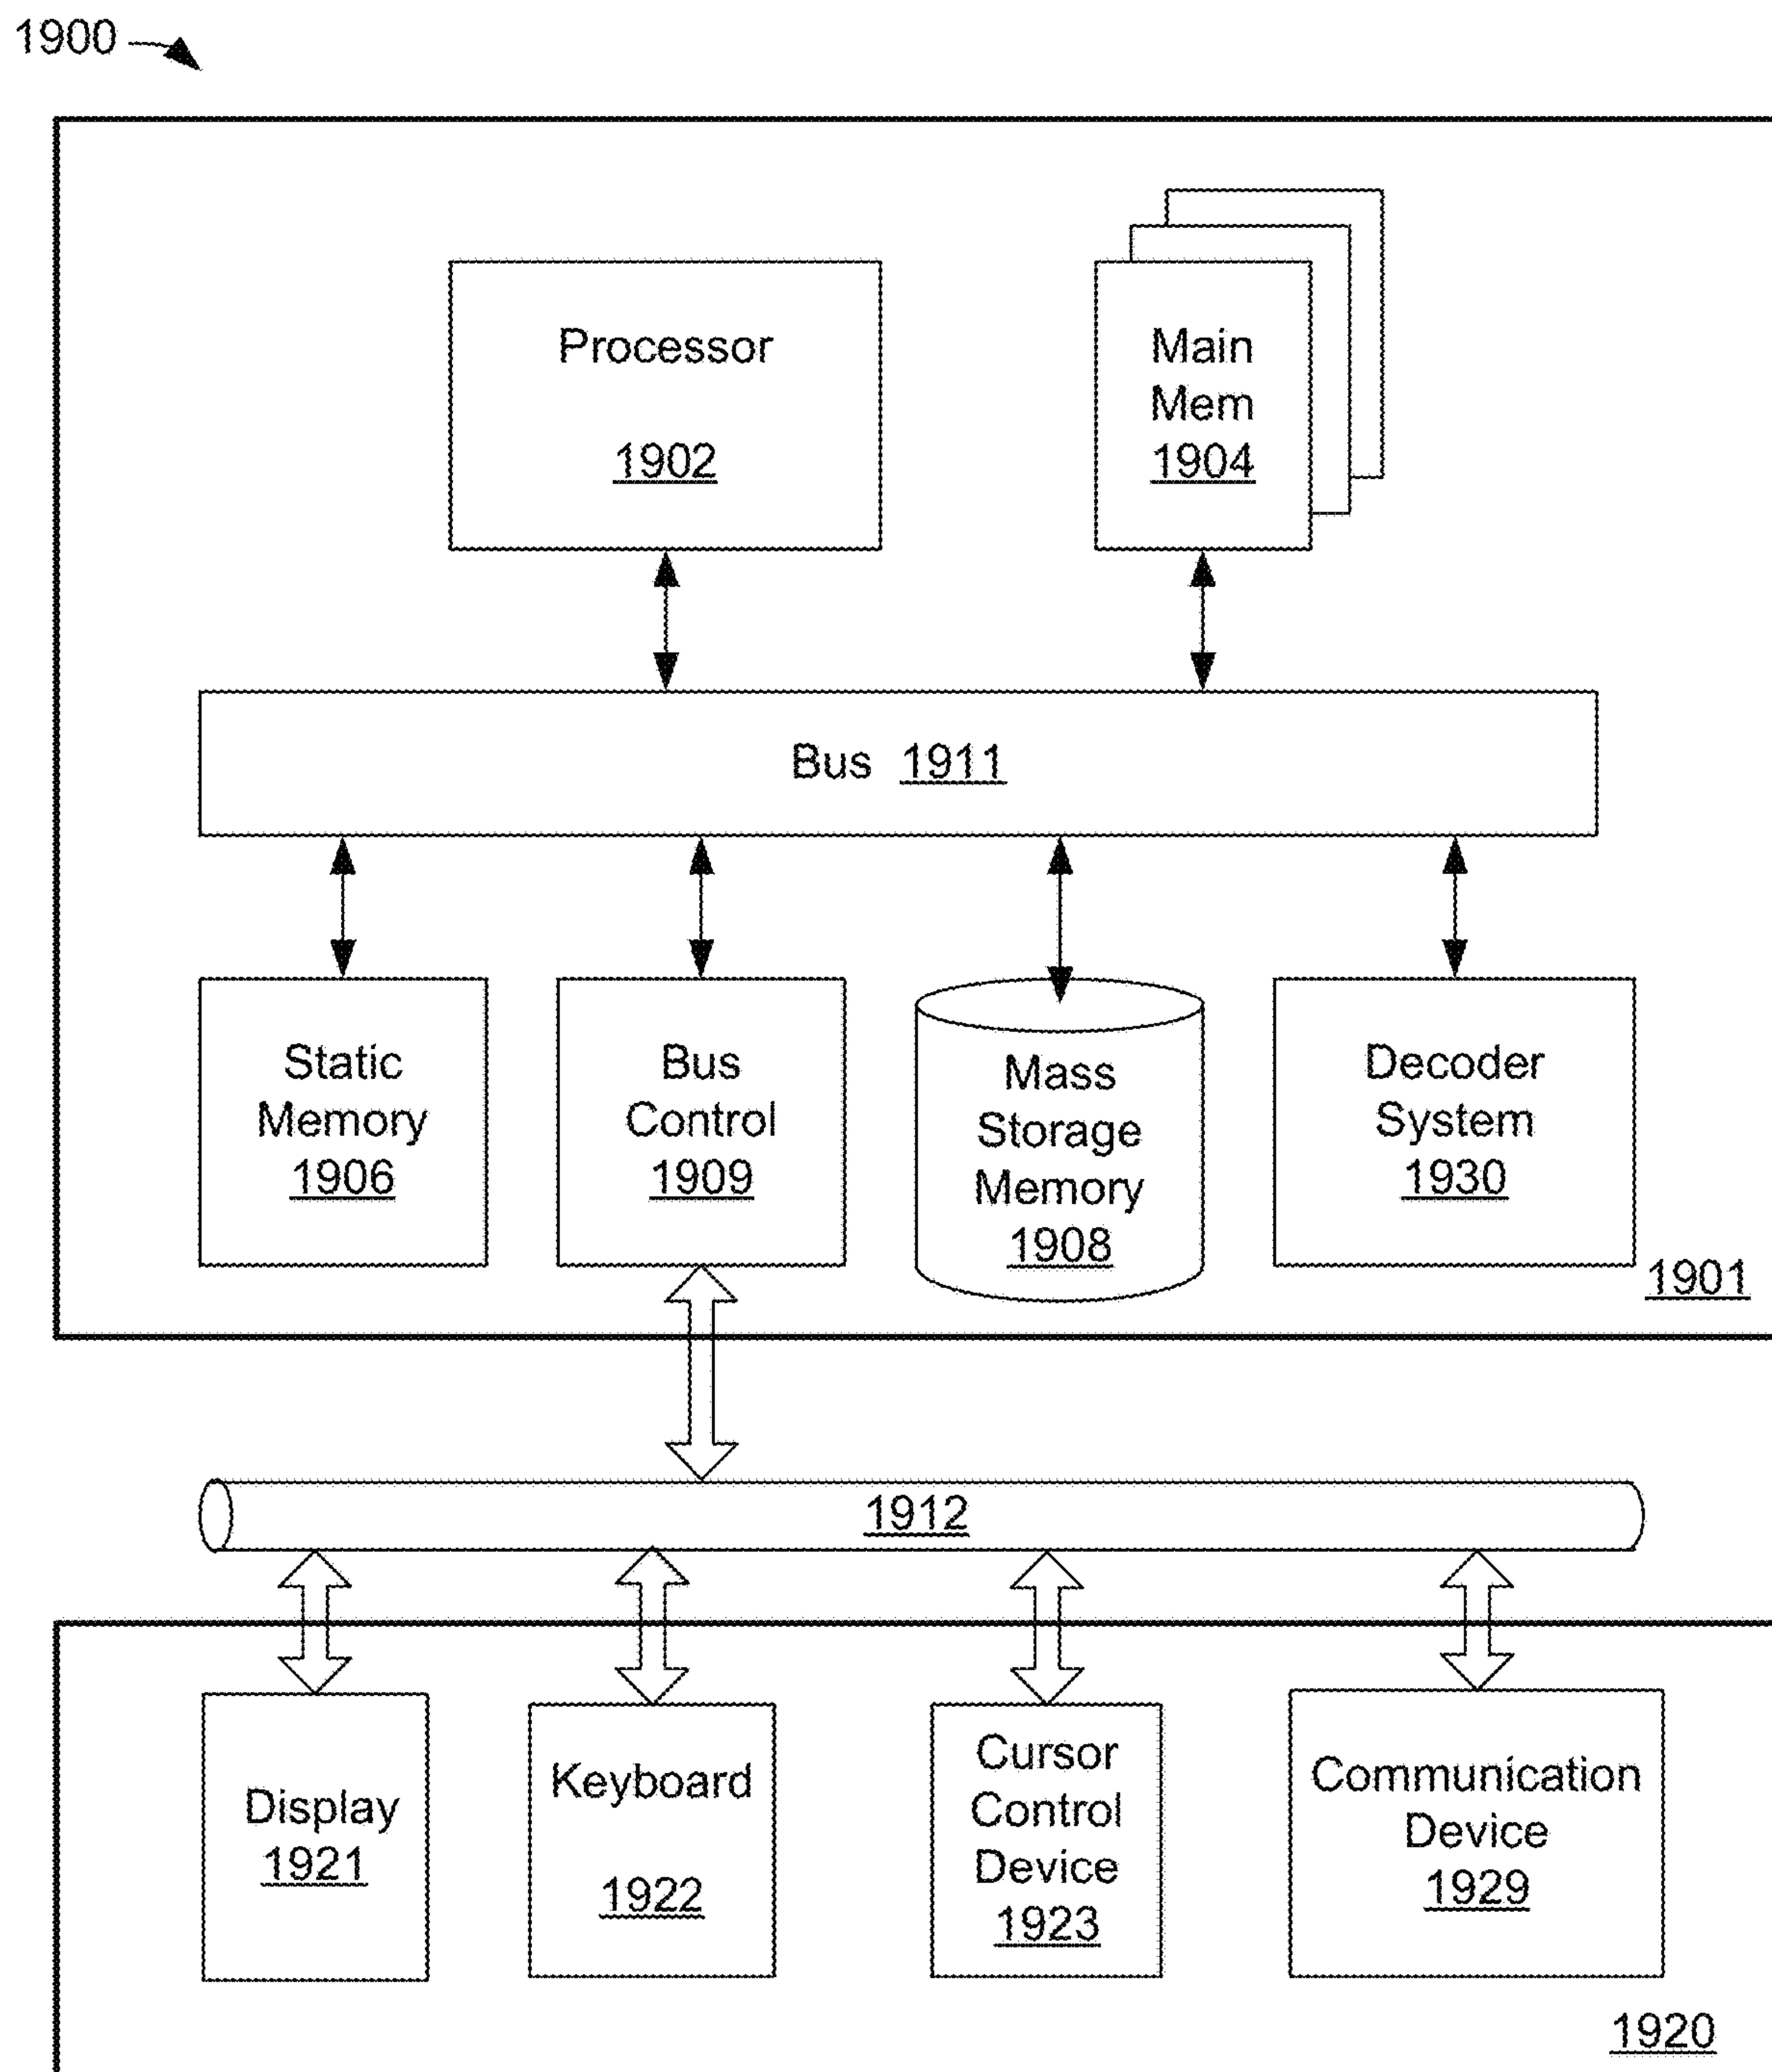 1900
Processor
1902
Main
Mem
1904
Bus 1911
Static
Memory
1906
Bus
Control
1909
Mass
Storage
Memory
1908
Decoder
System
1930
1901
1912
Display
1921
Keyboard
1922
Cursor
Control
Device
1923
Communication
Device
1929
1920